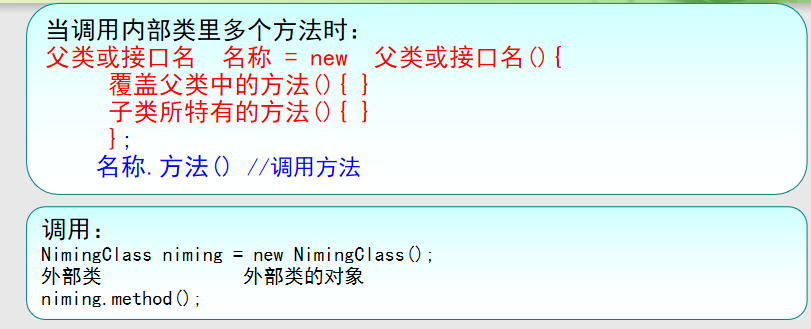 当调用内部类里多个方法时：
父类或接口名  名称 = new  父类或接口名(){
覆盖父类中的方法(){ }
子类所特有的方法(){ }
};
名称.方法() //调用方法
调用：
NimingClass niming = new NimingClass();
外部类              外部类的对象
niming.method();